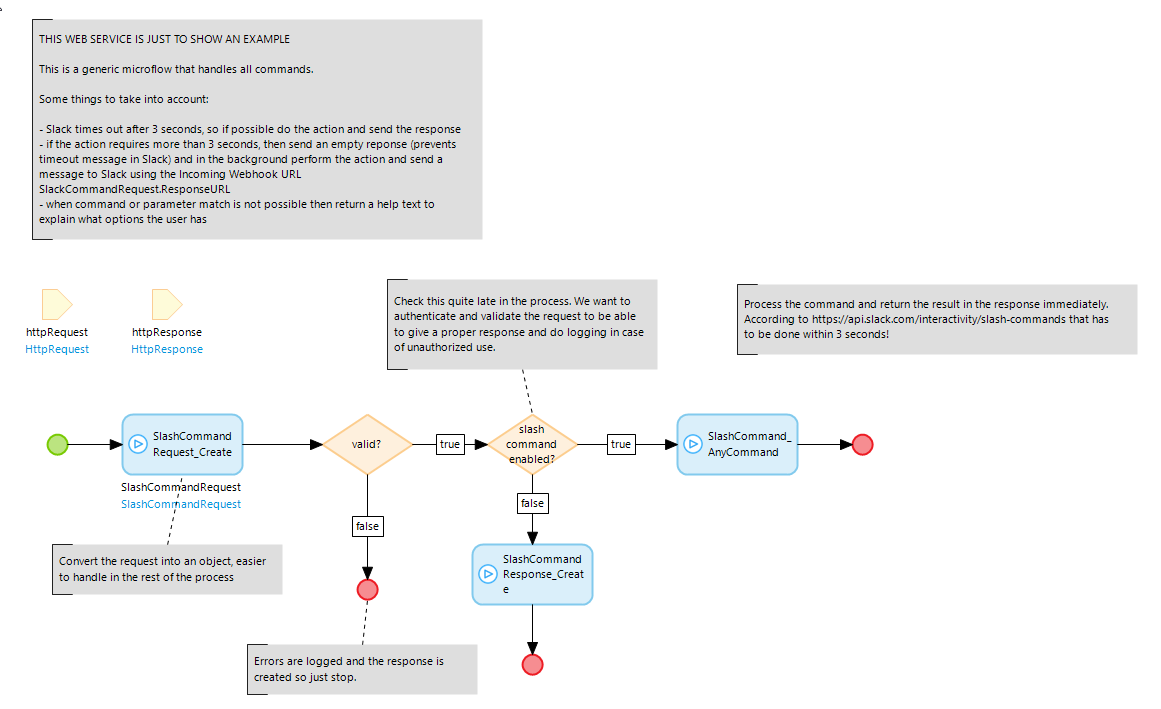 THIS WEB SERVICE IS JUST TO SHOW AN EXAMPLE
This is a generic microflow that handles all commands.
Some things to take into account:
- Slack times out after 3 seconds, so if possible do the action and send the response
- if the action requires more than 3 seconds, then send an empty reponse (prevents
timeout message in Slack) and in the background perform the action and send a
message to Slack using the Incoming Webhook URL
SlackCommandRequest.ResponseURL
- when command or parameter match is not possible then return a help text to
explain what options the user has
httpRequest
HttpRequest
httpResponse
HttpResponse
Check this quite late in the process. We want to
authenticate and validate the request to be able
to give a proper response and do logging in case
of unauthorized use.
Process the command and return the result in the response immediately.
According to https://api.slack.com/interactivity/slash-commands that has
to be done within 3 seconds!
SlashCommand
Request_Create
SlashCommandRequest
SlashCommandRequest
valid?
true
slash
command
enabled?
true
SlashCommand_
AnyCommand
false
false
SlashCommand
Response_Creat
e
Convert the request into an object, easier
to handle in the rest of the process
Errors are logged and the response is
created so just stop.